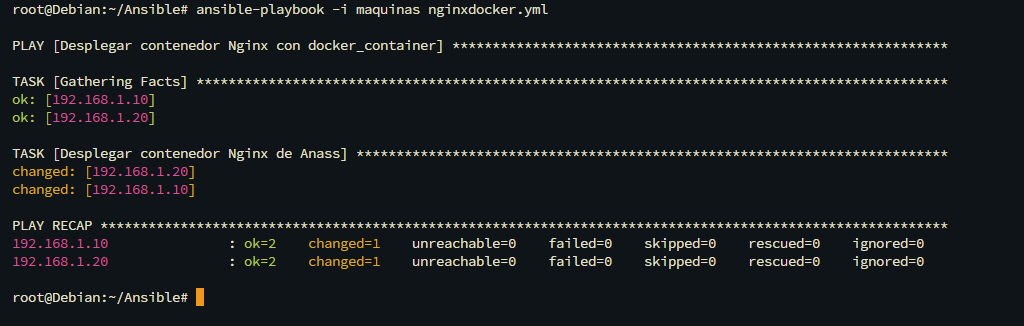 root@Debian:~/Ansible# ansible-playbook -i maquinas nginxdocker.yml
PLAY [Desplegar contenedor Nginx con docker_container] **************************************************************
TASK [Gathering Facts] **********************************************************************************************
ok: [192.168.1.10]
ok: [192.168.1.20]
TASK [Desplegar contenedor Nginx de Anass] **************************************************************************
changed: [192.168.1.20]
changed: [192.168.1.10]
PLAY RECAP **********************************************************************************************************
192.168.1.10               : ok=2    changed=1    unreachable=0    failed=0    skipped=0    rescued=0    ignored=0
192.168.1.20               : ok=2    changed=1    unreachable=0    failed=0    skipped=0    rescued=0    ignored=0
root@Debian:~/Ansible#